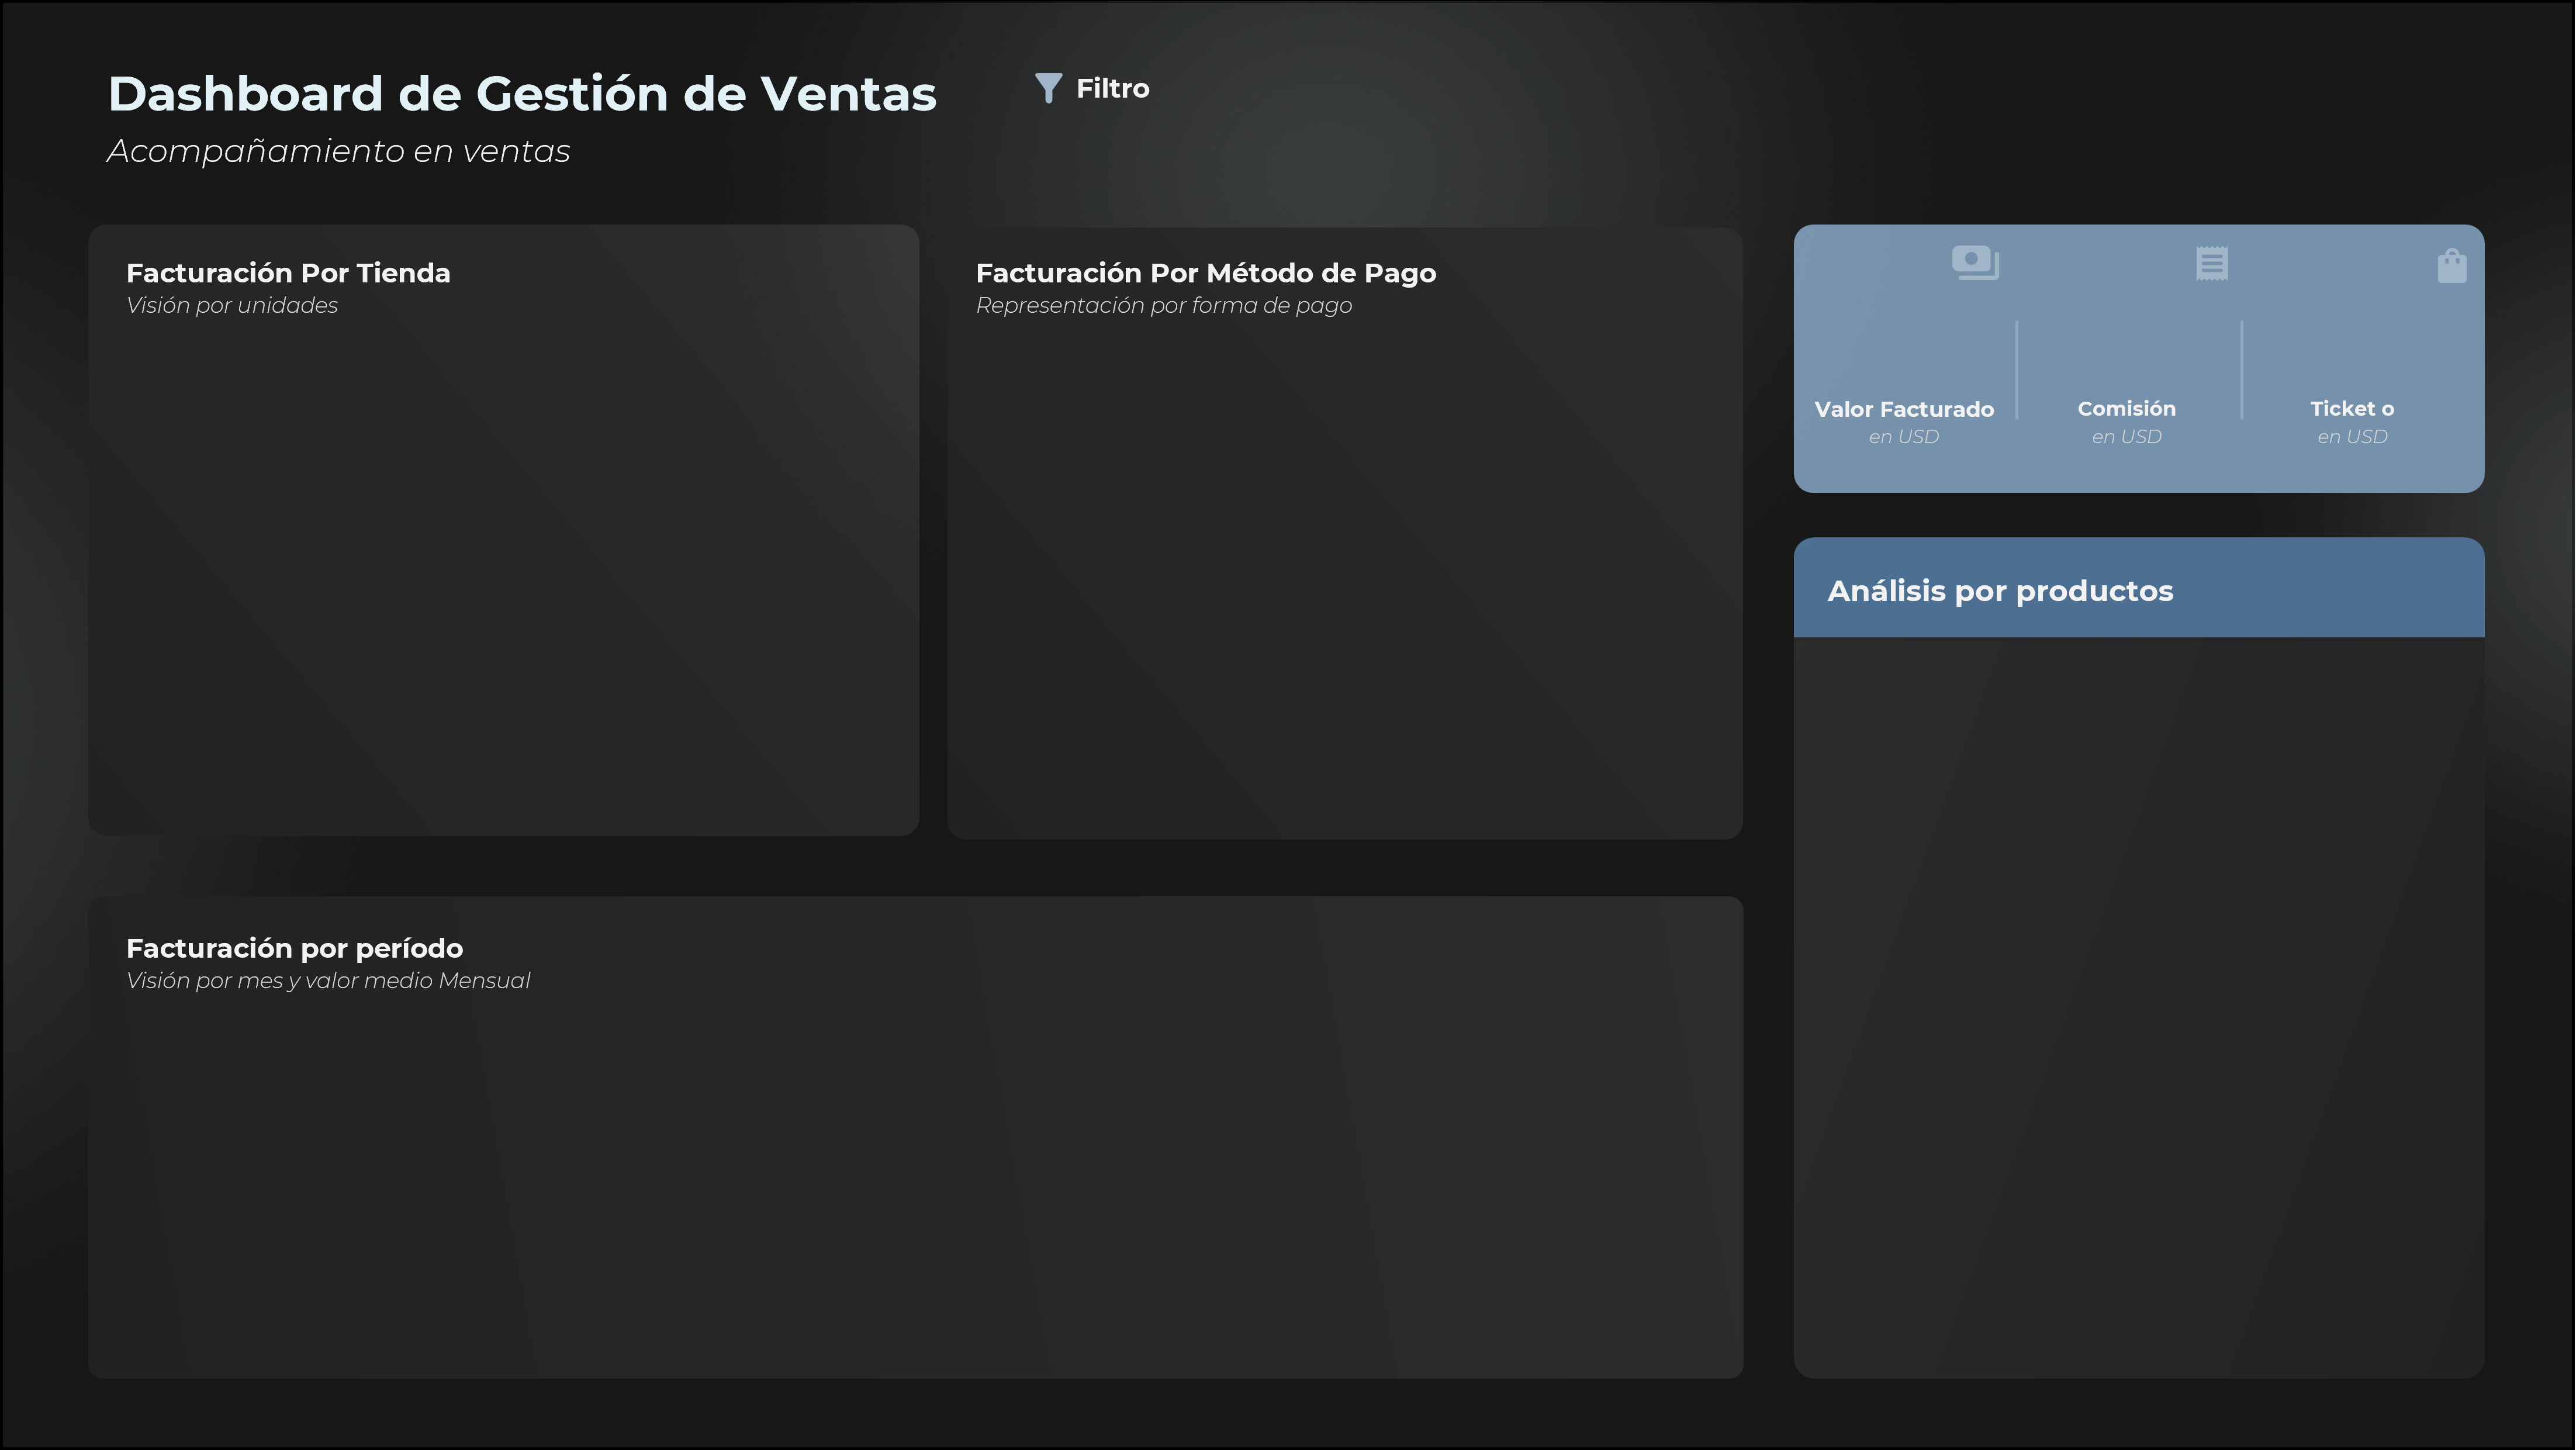 Dashboard de Gestión de Ventas
Acompañamiento en ventas
Filtro
Facturación Por Tienda
Visión por unidades
Facturación Por Método de Pago
Representación por forma de pago
Valor Facturado
en USD
Comisión
en USD
Ticket o
en USD
Análisis por productos
Facturación por período
Visión por mes y valor medio Mensual